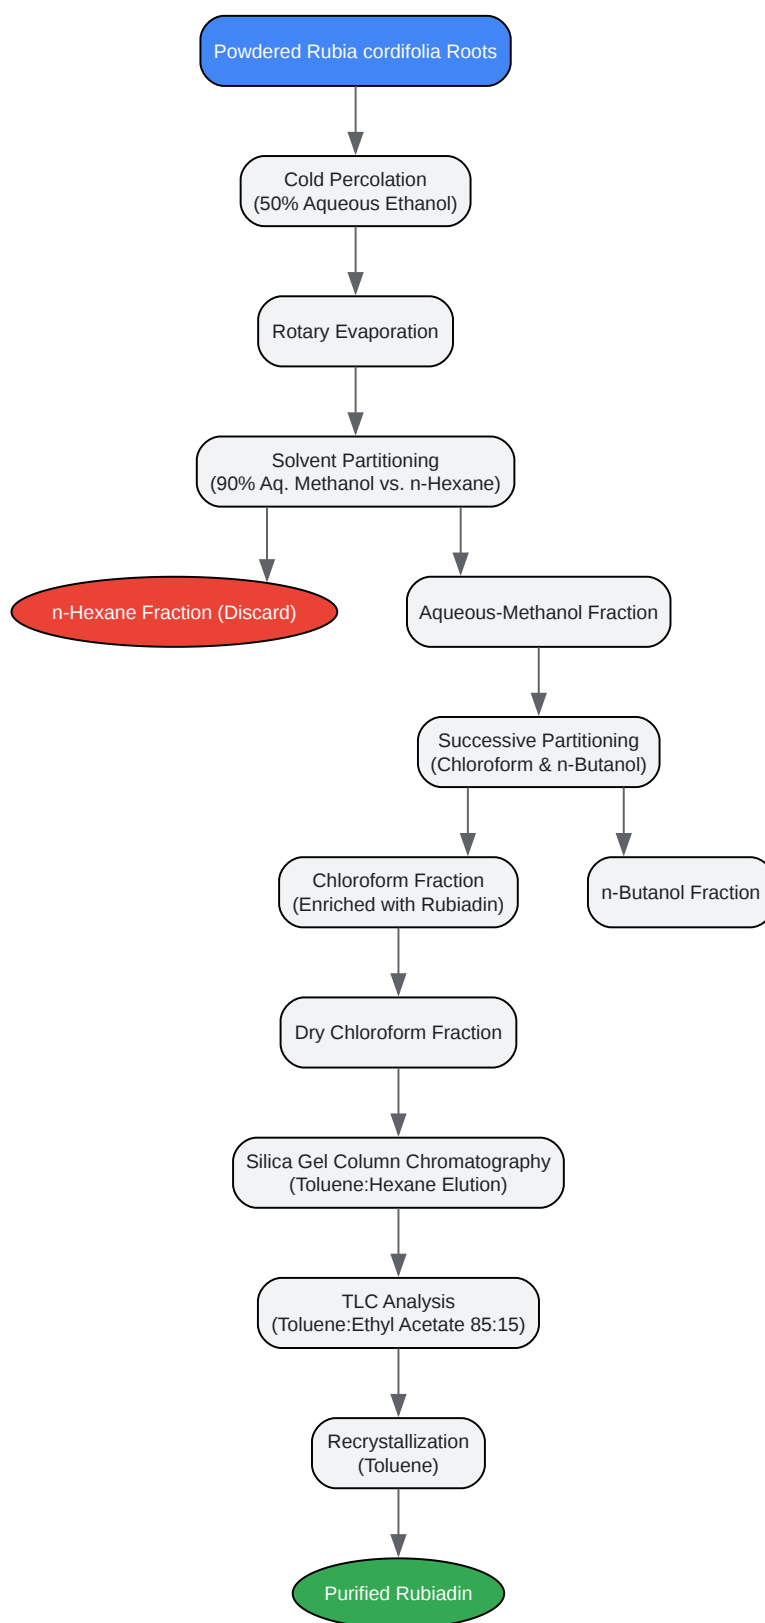 Powdered Rubia cordifolia Roots
Cold Percolation
(50% Aqueous Ethanol)
Rotary Evaporation
Solvent Partitioning
(90% Aq. Methanol vs. n-Hexane)
n-Hexane Fraction (Discard)
Aqueous-Methanol Fraction
Successive Partitioning
(Chloroform & n-Butanol)
Chloroform Fraction
(Enriched with Rubiadin)
n-Butanol Fraction
Dry Chloroform Fraction
Silica Gel Column Chromatography
(Toluene:Hexane Elution)
TLC Analysis
(Toluene:Ethyl Acetate 85:15)
Recrystallization
(Toluene)
Purified Rubiadin